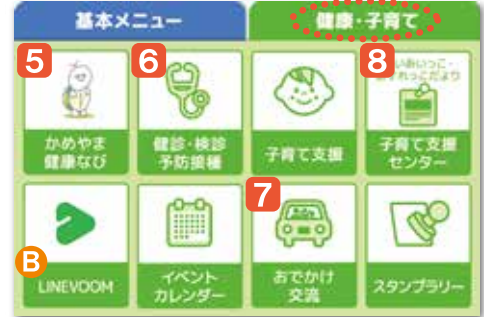 基本メニュー
健康・子育て
5
かめやま
健康なび
6
健診・検診
予防接種
子育て支援
8
子育て支援
センター
B
LINEVOOM
イベント
カレンダー
7
おでかけ
交流
スタンプラリー